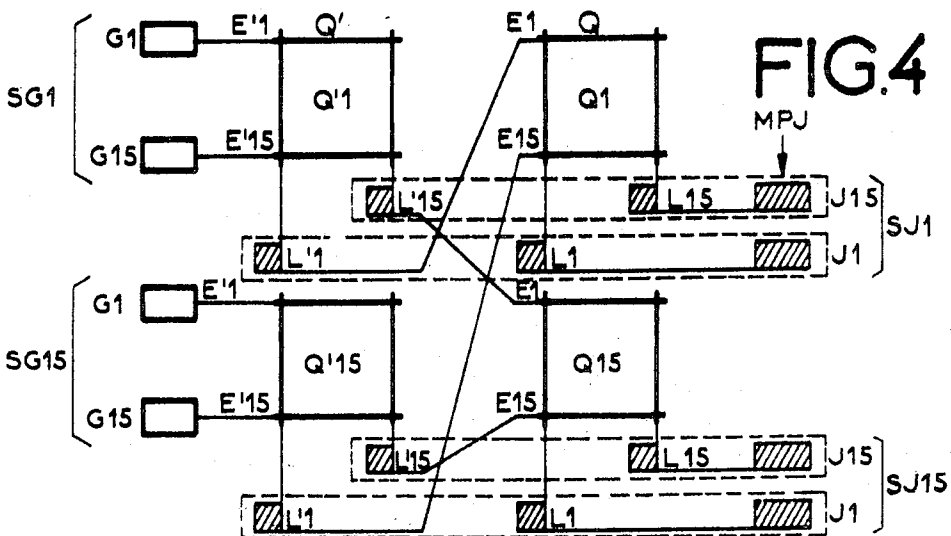 G1 E'1 Q' E1 Q FIG.4
SG1 Q'1 Q1 MPJ
G15 E'15 E15
L'15 L15 J15
SJ1
L'1 L1 J1
G1 E'1 E1
SG15 Q'15 Q15
G15 E'15 E15
L'15 L15 J15
SJ15
L'1 L1 J1